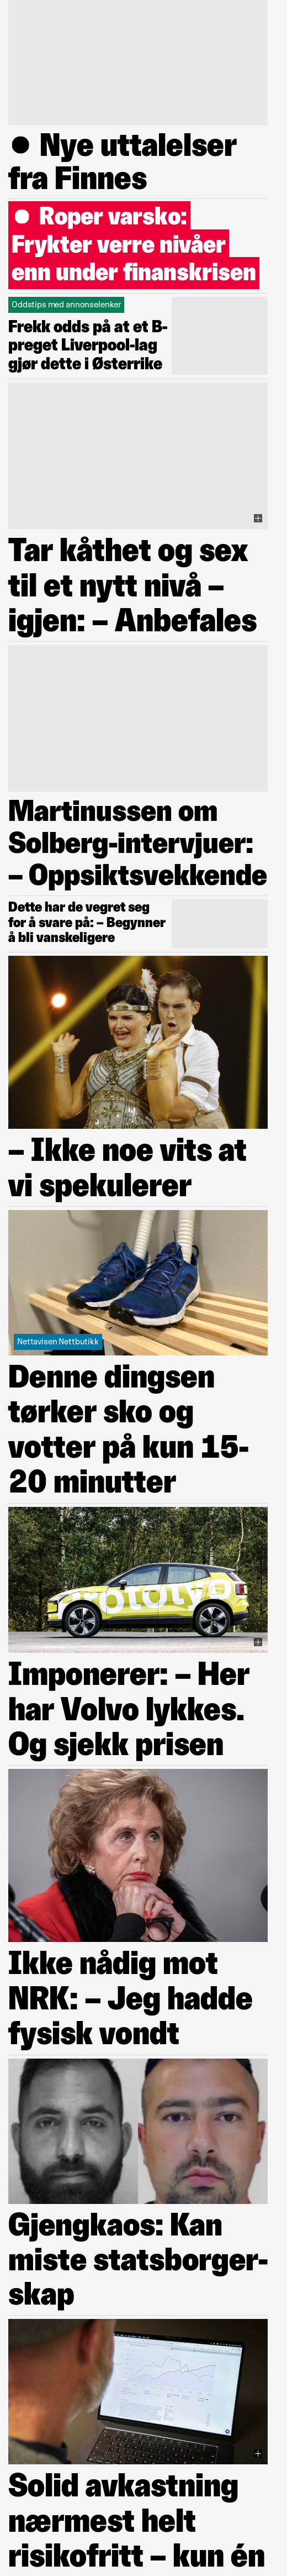 ● Nye uttalelser
fra Finnes
● Roper varsko:
Frykter verre nivåer
enn under finanskrisen
Oddstips med annonselenker
Frekk odds på at et B-
preget Liverpool-lag
gjør dette i Østerrike
Tar kåthet og sex
til et nytt nivå –
igjen: – Anbefales
Martinussen om
Solberg-intervjuer:
– Oppsiktsvekkende
Dette har de vegret seg
for å svare på: – Begynner
å bli vanskeligere
– Ikke noe vits at
vi spekulerer
Nettavisen Nettbutikk
Denne dingsen
tørker sko og
votter på kun 15-
20 minutter
Imponerer: – Her
har Volvo lykkes.
Og sjekk prisen
Ikke nådig mot
NRK: – Jeg hadde
fysisk vondt
Gjengkaos: Kan
miste statsborger-
skap
Solid avkastning
nærmest helt
risikofritt – kun én